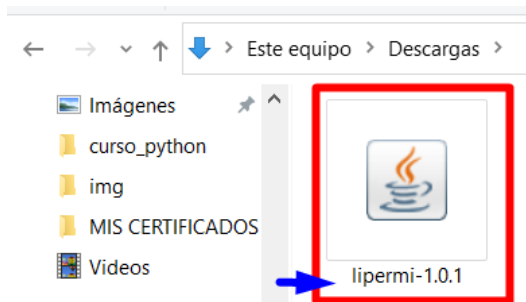 Este equipo > Descargas >
Imágenes
curso_python
img
MIS CERTIFICADOS
Videos
lipermi-1.0.1